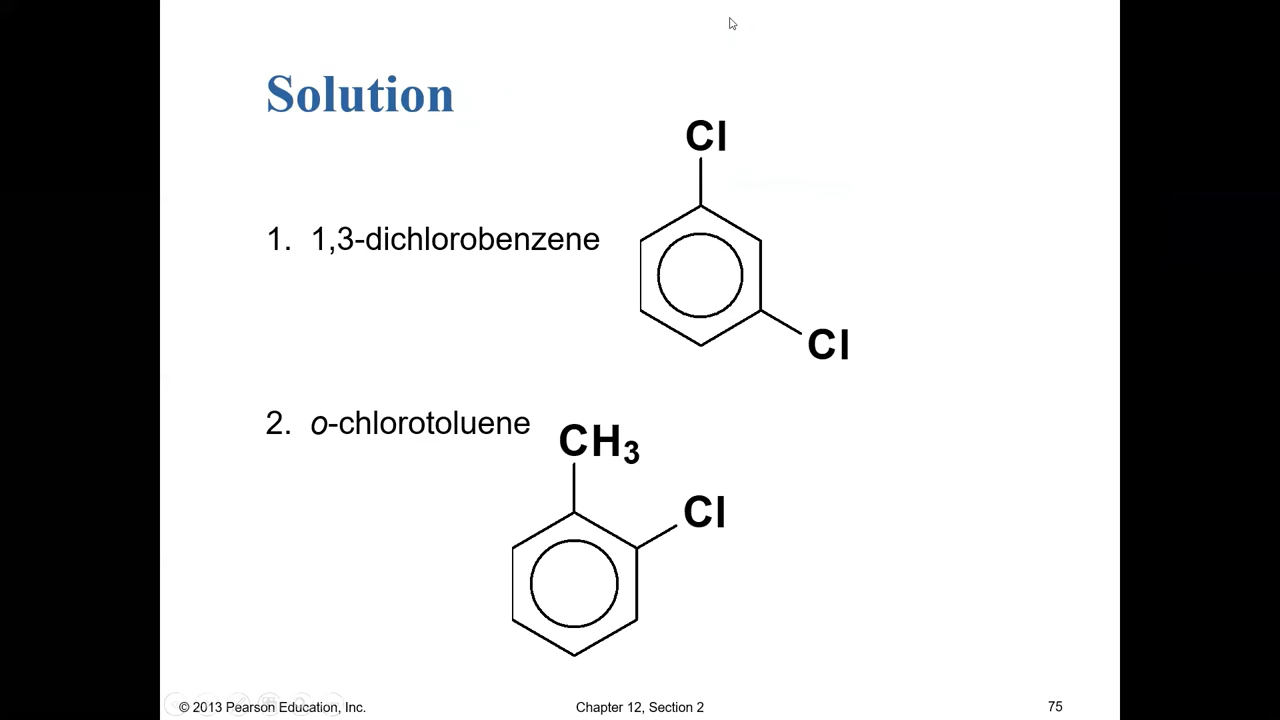 Solution
Cl
1. 1,3-dichlorobenzene
Cl
2. o-chlorotoluene
CH₃
Cl
© 2013 Pearson Education, Inc. Chapter 12, Section 2 75